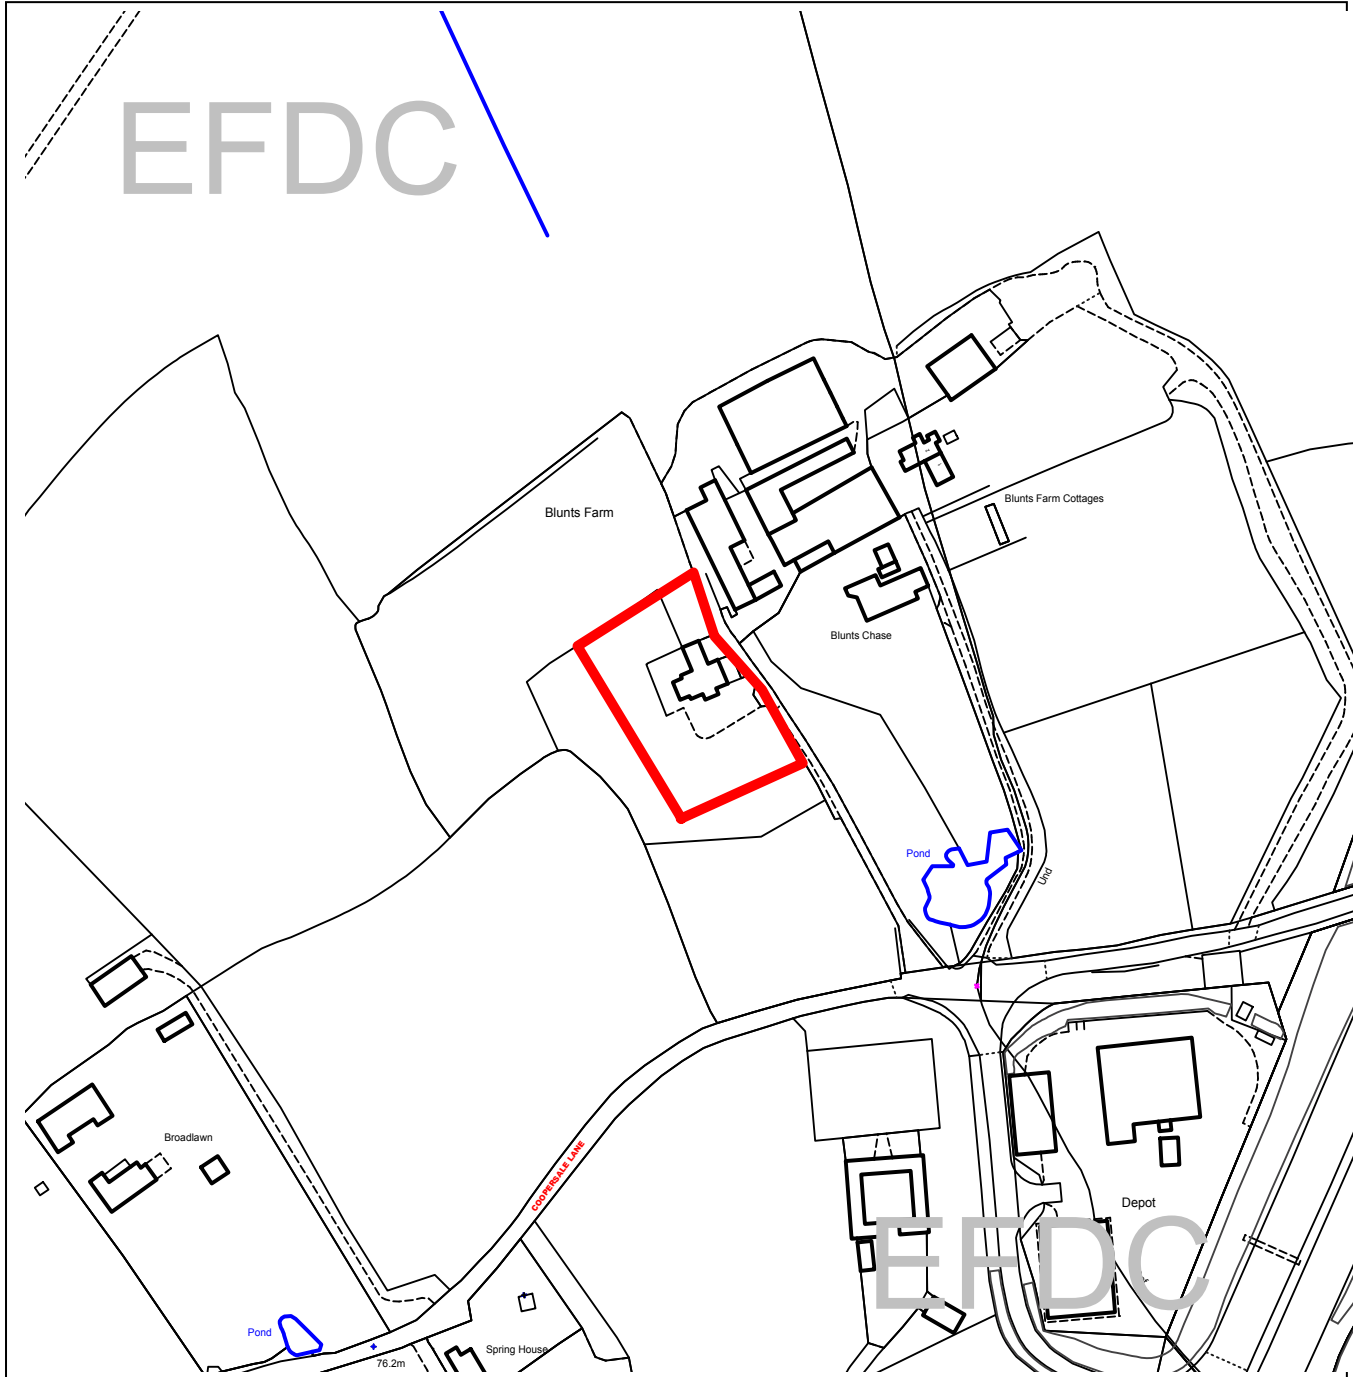 EFDC
Blunts Farm
Blunts Farm Cottages
Blunts Chase
Pond
Und
Broadlawn
COOPERSALE LANE
Depot
EFDC
Pond
76.2m
Spring House